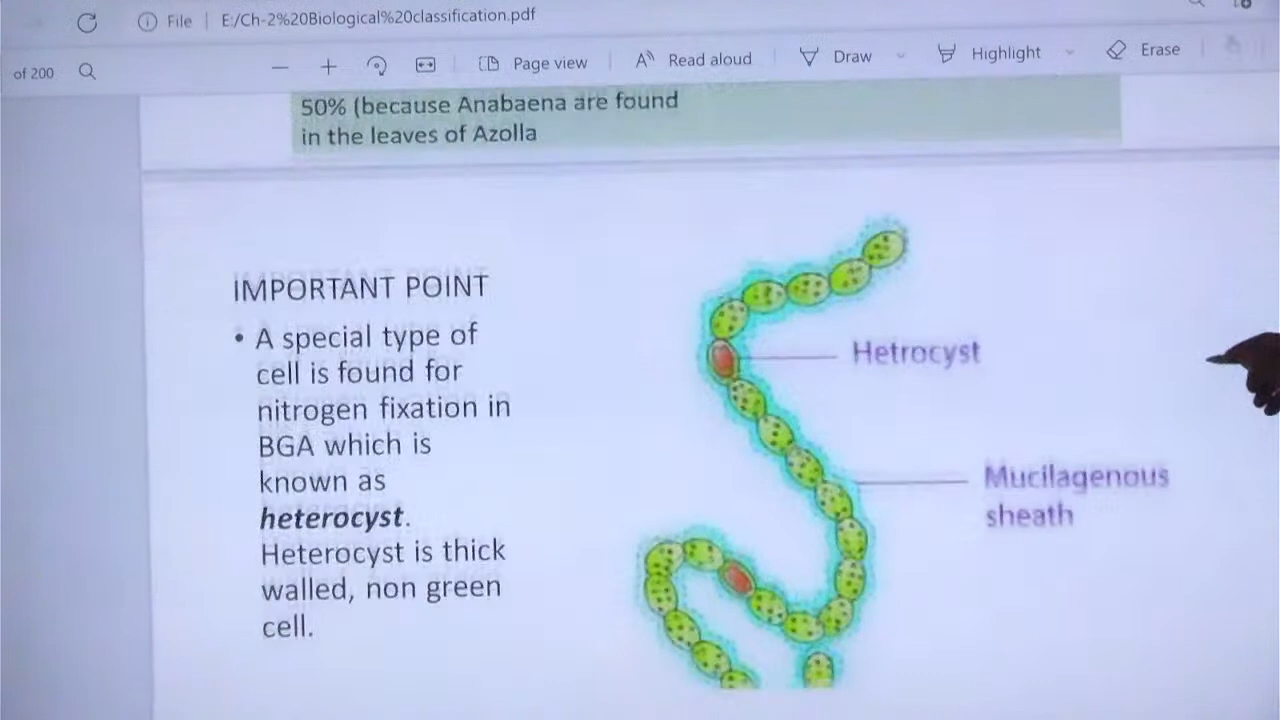 File | E:/Ch-2%20Biological%20classification.pdf
of 200
Page view
Read aloud
Draw
Highlight
Erase
50% (because Anabaena are found
in the leaves of Azolla
IMPORTANT POINT
• A special type of
cell is found for
nitrogen fixation in
BGA which is
known as
heterocyst.
Heterocyst is thick
walled, non green
cell.
Hetrocyst
Mucilagenous
sheath